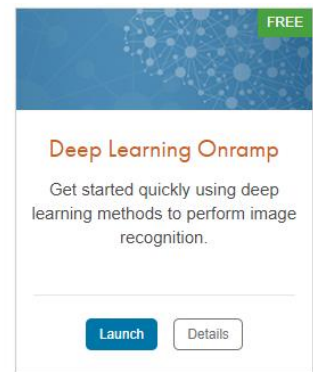 FREE
Deep Learning Onramp
Get started quickly using deep
learning methods to perform image
recognition.
Launch
Details